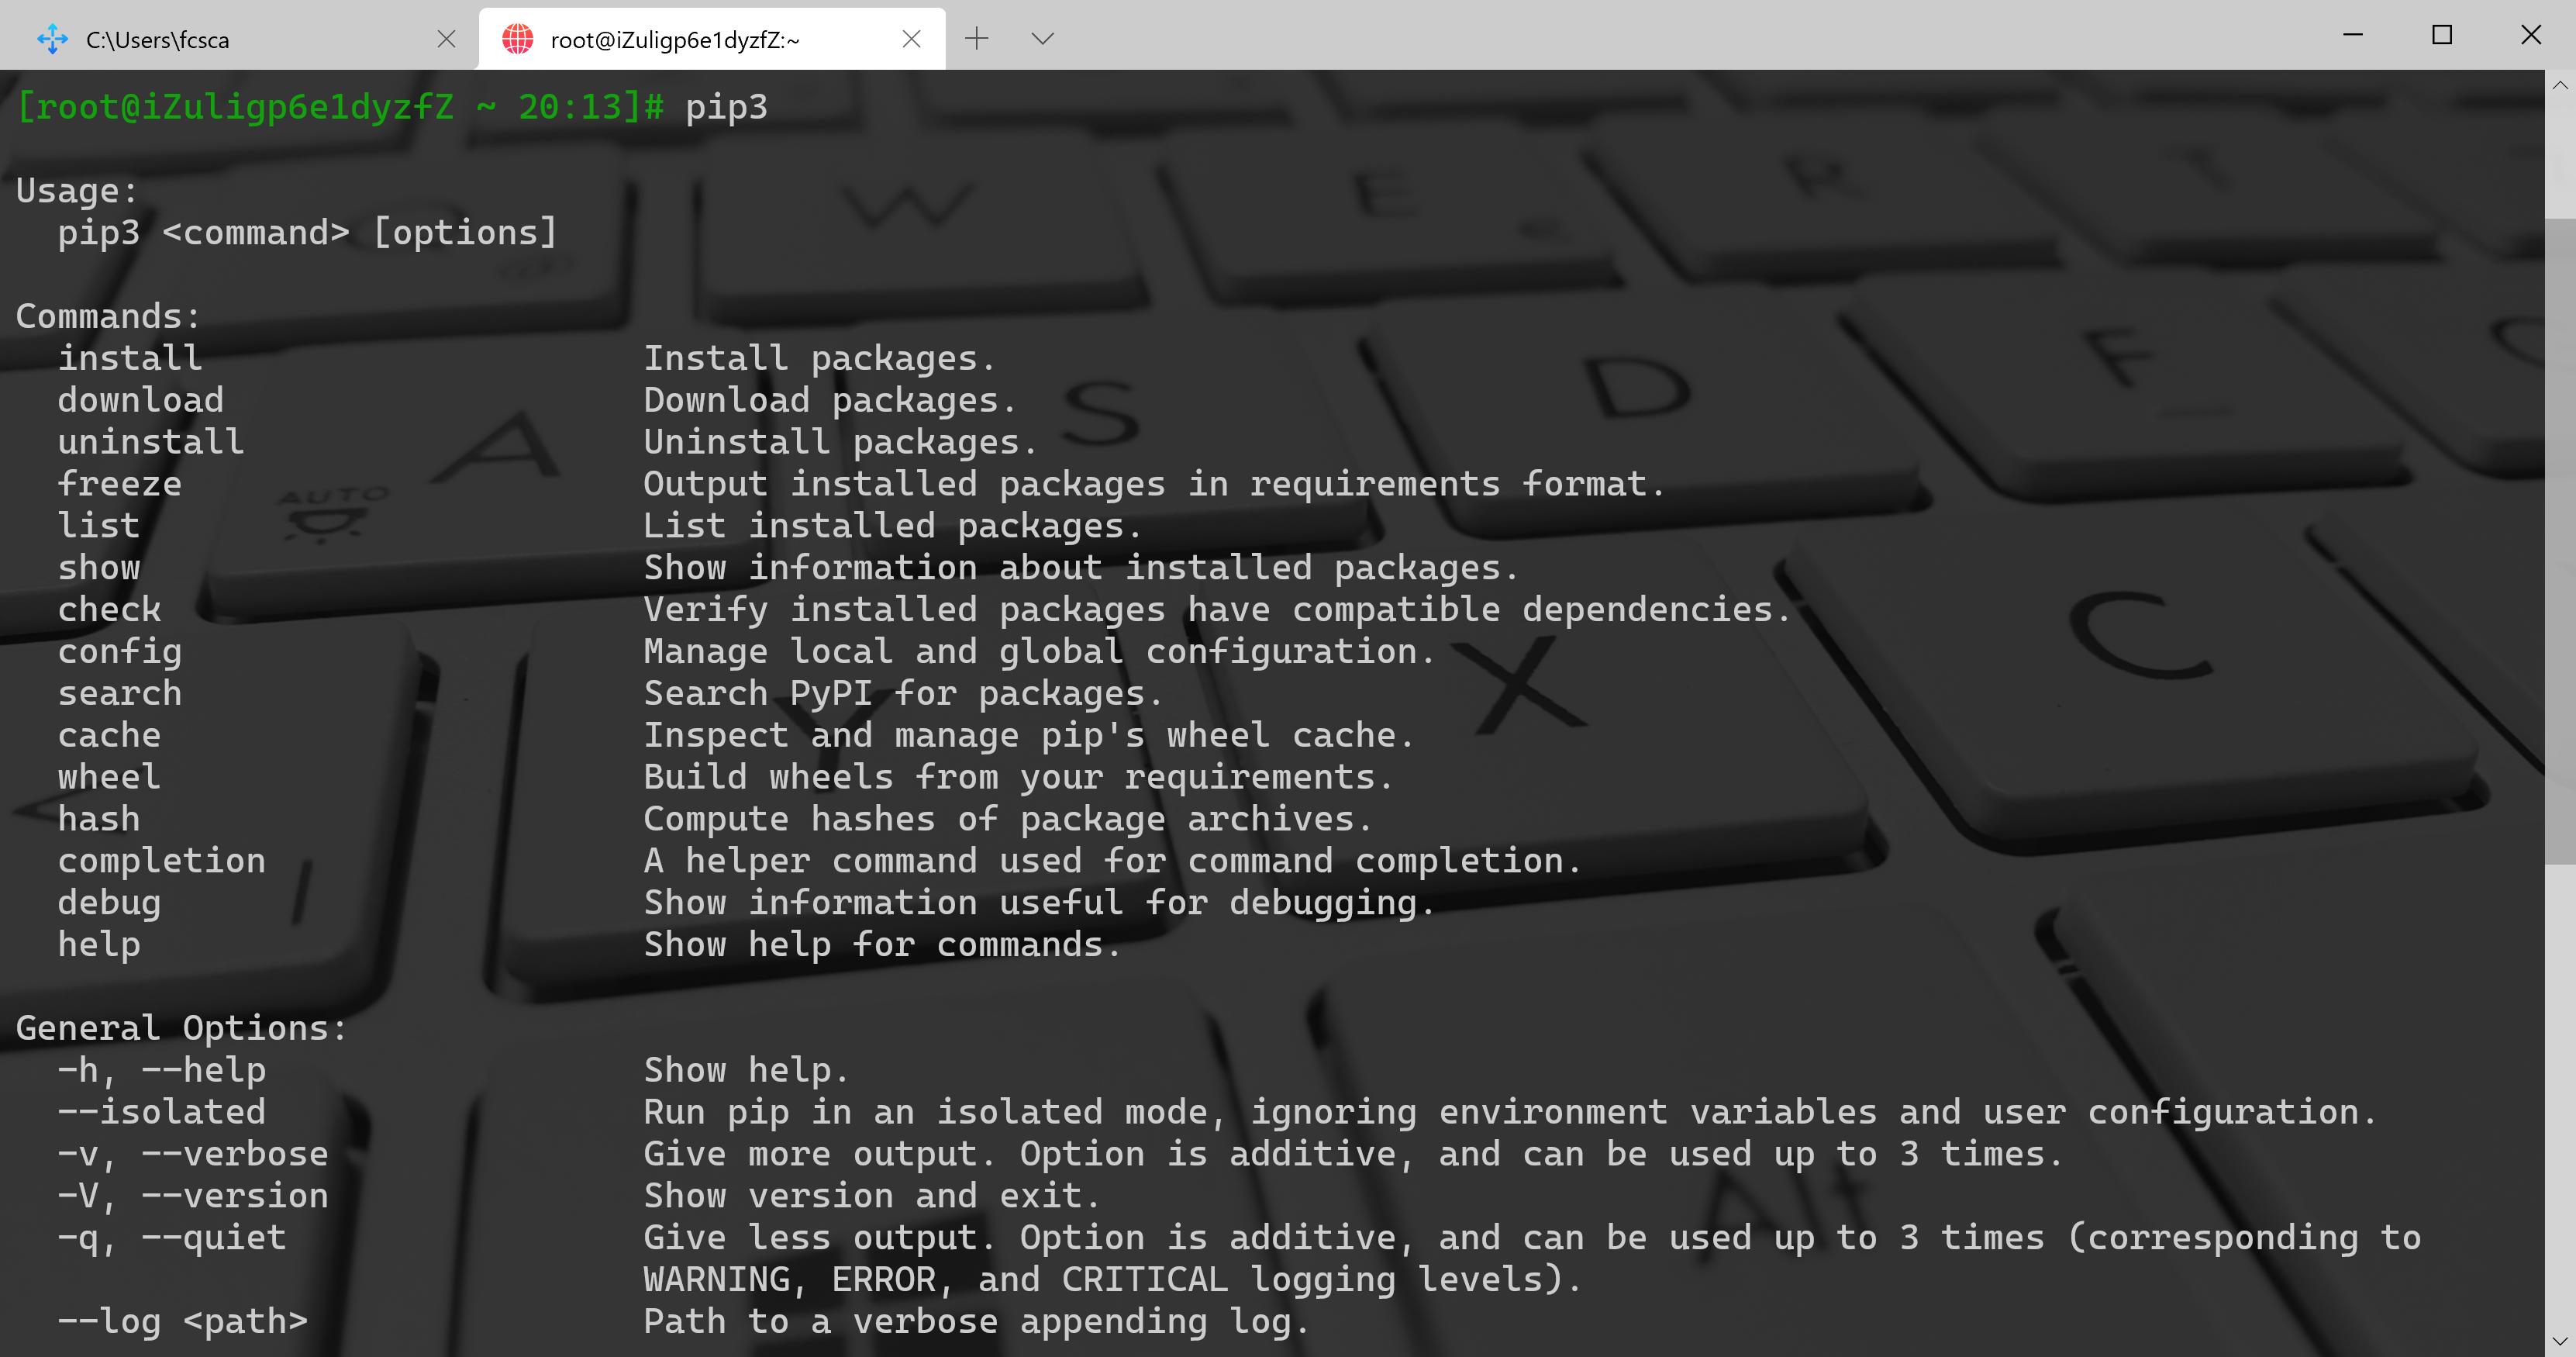 C:\Users\fcsca
root@iZuligp6e1dyzfZ:~
[root@iZuligp6e1dyzfZ ~ 20:13]# pip3
Usage:
pip3 <command> [options]
Commands:
install Install packages.
download Download packages.
uninstall Uninstall packages.
freeze Output installed packages in requirements format.
list List installed packages.
show Show information about installed packages.
check Verify installed packages have compatible dependencies.
config Manage local and global configuration.
search Search PyPI for packages.
cache Inspect and manage pip's wheel cache.
wheel Build wheels from your requirements.
hash Compute hashes of package archives.
completion A helper command used for command completion.
debug Show information useful for debugging.
help Show help for commands.
General Options:
-h, --help Show help.
--isolated Run pip in an isolated mode, ignoring environment variables and user configuration.
-v, --verbose Give more output. Option is additive, and can be used up to 3 times.
-V, --version Show version and exit.
-q, --quiet Give less output. Option is additive, and can be used up to 3 times (corresponding to
WARNING, ERROR, and CRITICAL logging levels).
--log <path> Path to a verbose appending log.
W
E
R
A
S
D
F
AUTO
Y
X
C
Alt